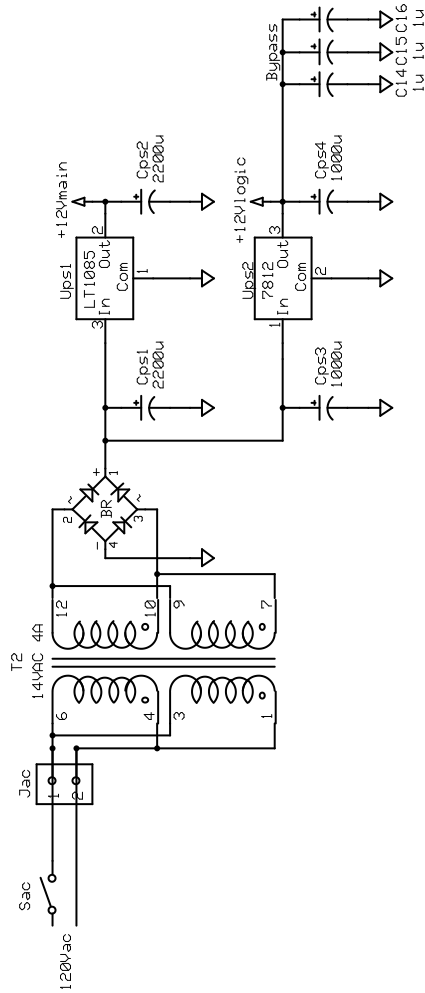 120Vac
Sac
Jac
1
2
T2
14VAC 4A
6
4
3
1
12
10
9
7
BR
~
2
-
4
+
1
~
3
Cps1
2200u
Ups1
LT1085
3
In
Out
2
Com
1
+12Vmain
Cps2
2200u
Cps3
1000u
Ups2
7812
1
In
Out
3
Com
2
+12Vlogic
Cps4
1000u
Bypass
+
+
+
+
+
+
+
C14 C15 C16
1u 1u 1u